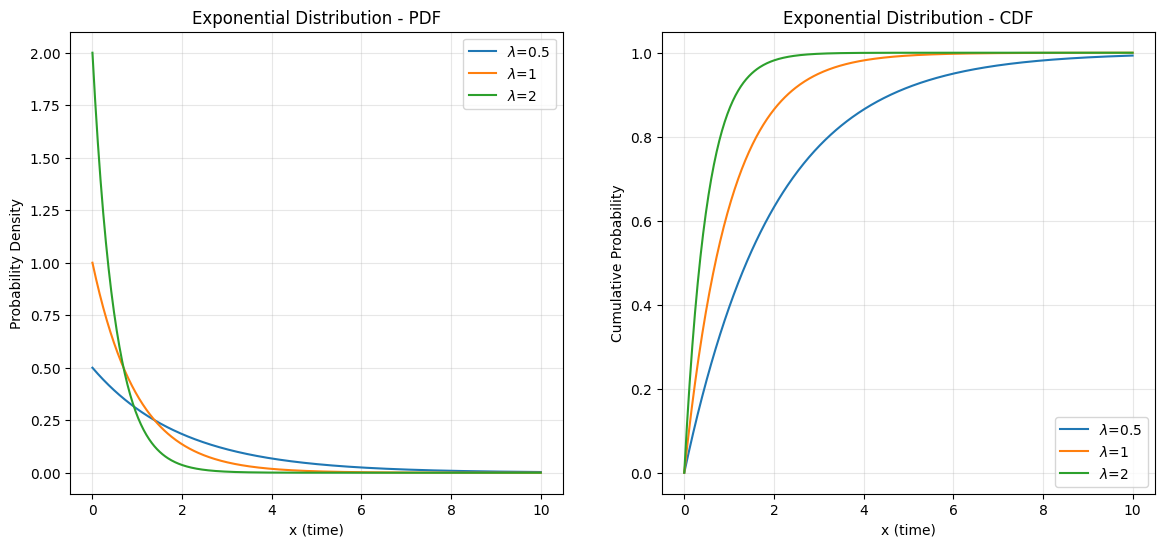 Exponential Distribution - PDF
2.00
1.75
1.50
1.25
1.00
0.75
0.50
0.25
0.00
Probability Density
0 2 4 6 8 10
x (time)
λ=0.5
λ=1
λ=2
Exponential Distribution - CDF
1.0
0.8
0.6
0.4
0.2
0.0
Cumulative Probability
0 2 4 6 8 10
x (time)
λ=0.5
λ=1
λ=2